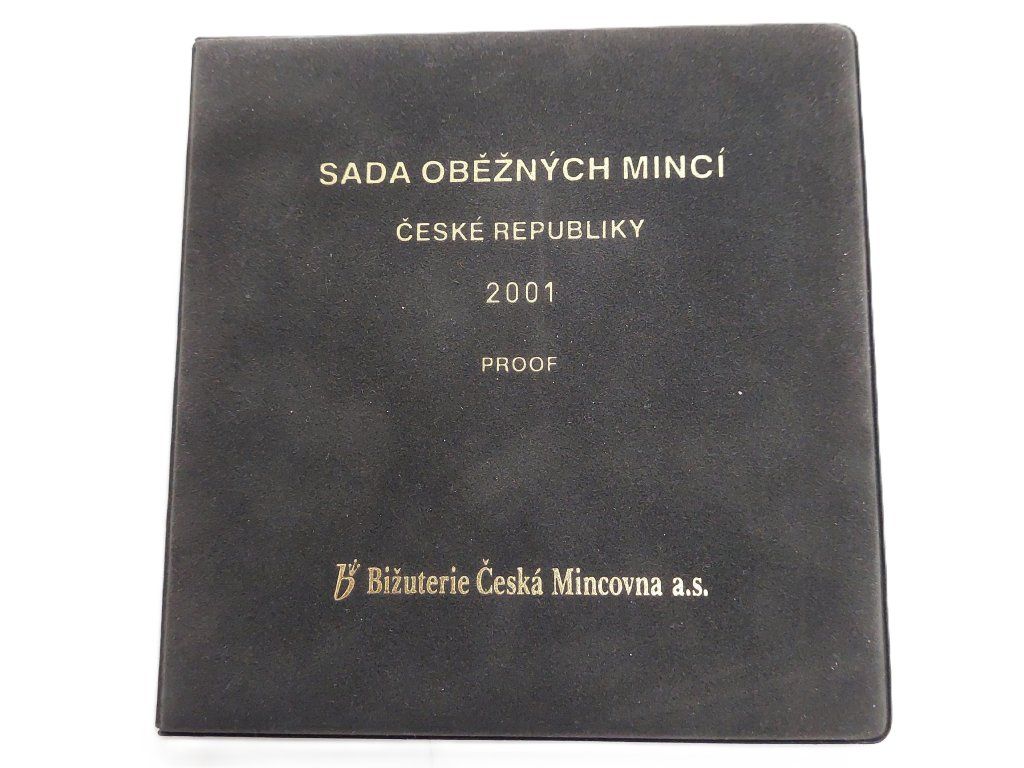 SADA OBĚŽNÝCH MINCÍ
ČESKÉ REPUBLIKY
2001
PROOF
Bižuterie Česká Mincovna a.s.